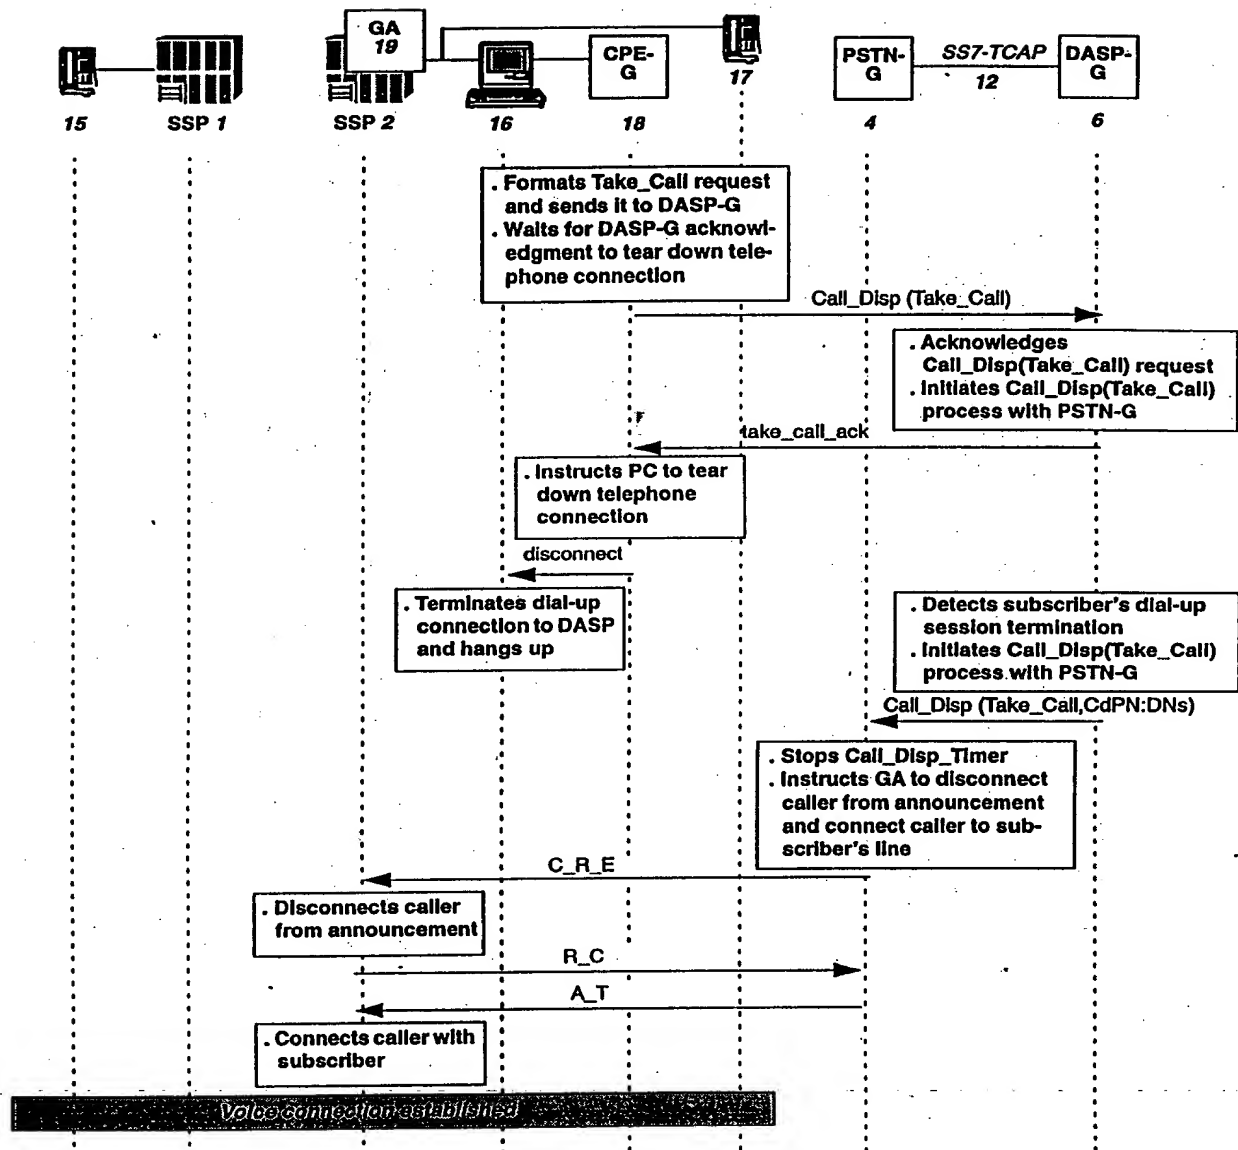 GA
19
CPE-
G
PSTN-
G
SS7-TCAP
12
DASP-
G
15
SSP 1
SSP 2
16
18
17
4
6
. Formats Take_Call request
and sends it to DASP-G
. Waits for DASP-G acknowl-
edgment to tear down tele-
phone connection
Call_Disp (Take_Call)
. Acknowledges
Call_Disp(Take_Call) request
. Initiates Call_Disp(Take_Call)
process with PSTN-G
take_call_ack
. Instructs PC to tear
down telephone
connection
disconnect
. Terminates dial-up
connection to DASP
and hangs up
. Detects subscriber's dial-up
session termination
. Initiates Call_Disp(Take_Call)
process with PSTN-G
Call_Disp (Take_Call,CdPN:DNs)
. Stops Call_Disp_Timer
. Instructs GA to disconnect
caller from announcement
and connect caller to sub-
scriber's line
C_R_E
. Disconnects caller
from announcement
R_C
A_T
. Connects caller with
subscriber
Voice connection established